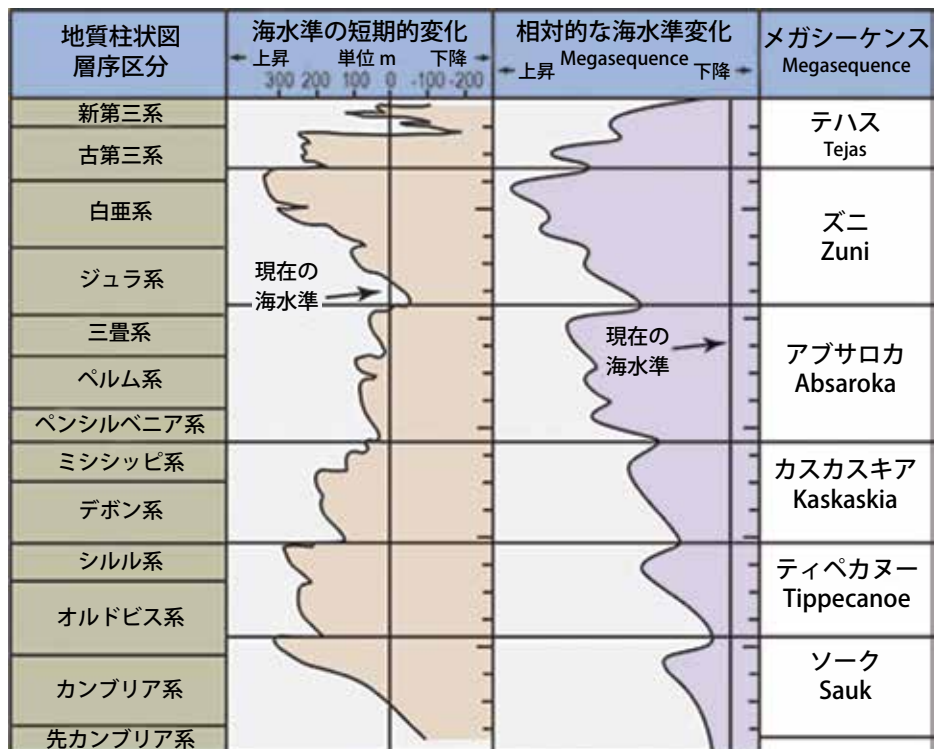 地質柱状図
層序区分
海水準の短期的変化
上昇 単位 m 下降
300 200 100 0 -100 -200
相対的な海水準変化
上昇 Megasequence 下降
メガシーケンス
Megasequence
新第三系
古第三系
白亜系
ジュラ系
三畳系
ペルム系
ペンシルベニア系
ミシシッピ系
デボン系
シルル系
オルドビス系
カンブリア系
先カンブリア系
現在の
海水準
現在の
海水準
テハス
Tejas
ズニ
Zuni
アブサロカ
Absaroka
カスカスキア
Kaskaskia
ティペカヌー
Tippecanoe
ソーク
Sauk